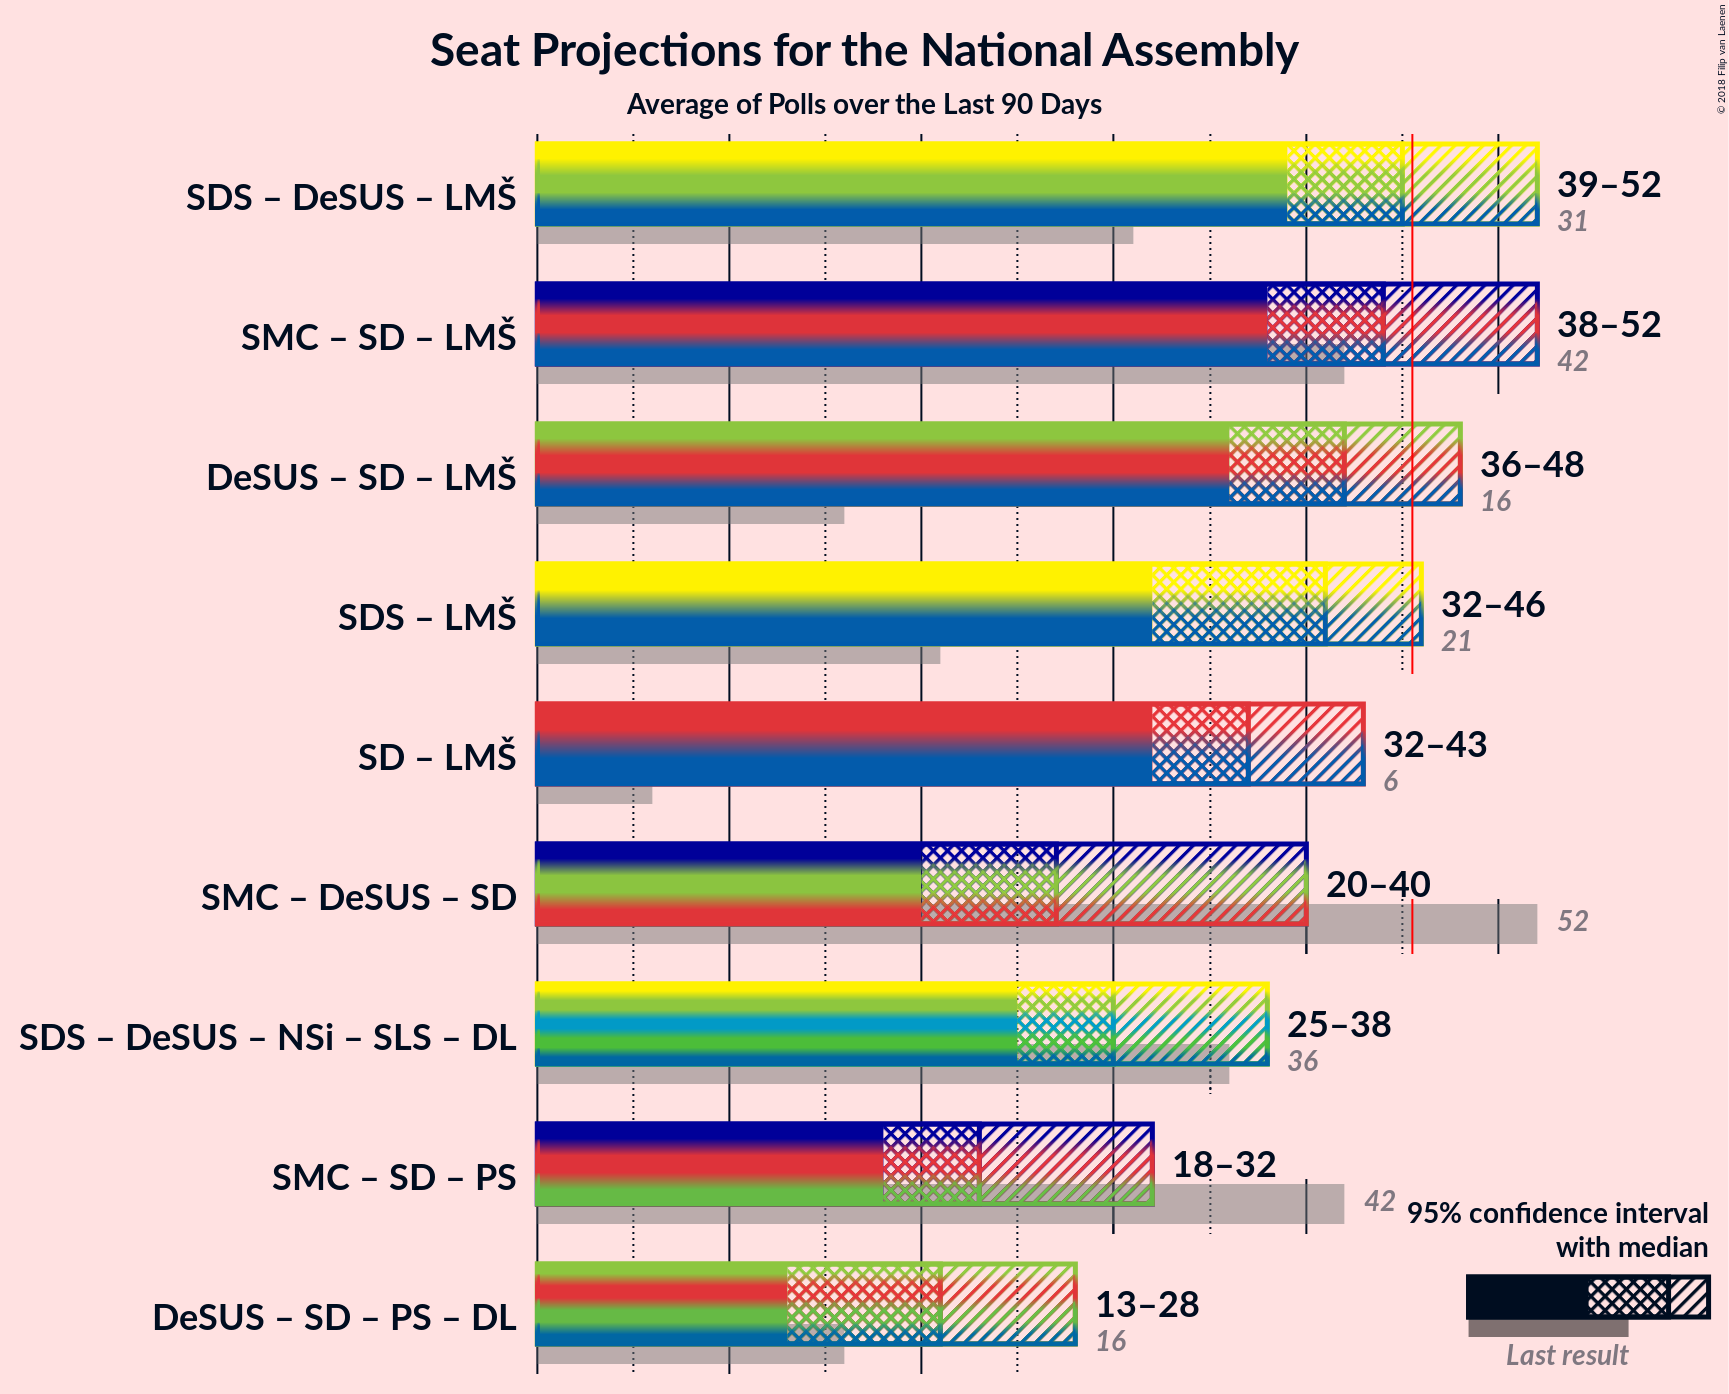 Seat Projections for the National Assembly
Average of Polls over the Last 90 Days
© 2018 Filip van Laenen
SDS – DeSUS – LMŠ
39–52
31
SMC – SD – LMŠ
38–52
42
DeSUS – SD – LMŠ
36–48
16
SDS – LMŠ
32–46
21
SD – LMŠ
32–43
6
SMC – DeSUS – SD
20–40
52
SDS – DeSUS – NSi – SLS – DL
25–38
36
SMC – SD – PS
18–32
42
DeSUS – SD – PS – DL
13–28
16
95% confidence interval
with median
Last result